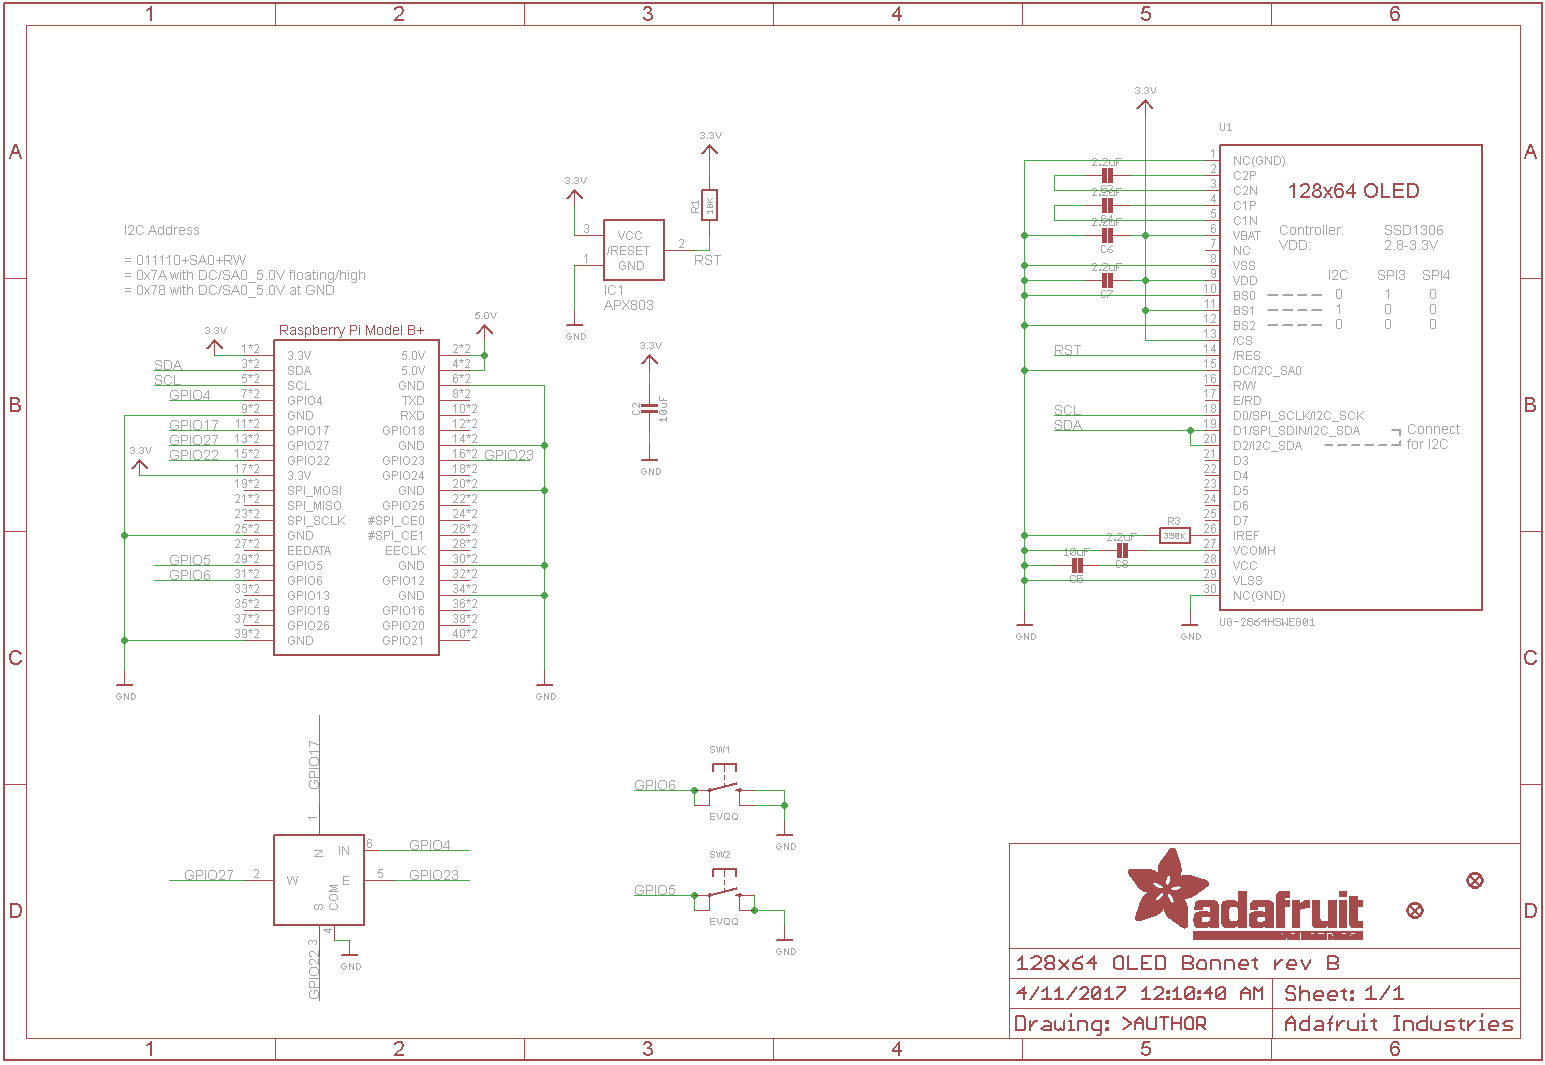 1 2 3 4 5 6
A A
B B
C C
D D
I2C Address
= 011110+SA0+RW
= 0x7A with DC/SA0_5.0V floating/high
= 0x78 with DC/SA0_5.0V at GND
Raspberry Pi Model B+
3.3V
5.0V
SDA
SCL
GPIO4
GPIO17
GPIO27
GPIO22
3.3V
GPIO5
GPIO6
GPIO23
1*2 3.3V 5.0V 2*2
3*2 SDA 5.0V 4*2
5*2 SCL GND 6*2
7*2 GPIO4 TXD 8*2
9*2 GND RXD 10*2
11*2 GPIO17 GPIO18 12*2
13*2 GPIO27 GND 14*2
15*2 GPIO22 GPIO23 16*2
17*2 3.3V GPIO24 18*2
19*2 SPI_MOSI GND 20*2
21*2 SPI_MISO GPIO25 22*2
23*2 SPI_SCLK #SPI_CE0 24*2
25*2 GND #SPI_CE1 26*2
27*2 EEDATA EECLK 28*2
29*2 GPIO5 GND 30*2
31*2 GPIO6 GPIO12 32*2
33*2 GPIO13 GND 34*2
35*2 GPIO19 GPIO16 36*2
37*2 GPIO26 GPIO20 38*2
39*2 GND GPIO21 40*2
GND
GND
3.3V
3.3V
R1
10K
3 VCC
/RESET 2
1 GND
RST
IC1
APX803
GND
3.3V
C2
10uF
GND
3.3V
U1
128x64 OLED
Controller: SSD1306
VDD: 2.8-3.3V
I2C SPI3 SPI4
0 1 0
1 0 0
0 0 0
1 NC(GND)
2 C2P
3 C2N
4 C1P
5 C1N
6 VBAT
7 NC
8 VSS
9 VDD
10 BS0
11 BS1
12 BS2
13 /CS
14 /RES
15 DC/I2C_SA0
16 R/W
17 E/RD
18 D0/SPI_SCLK/I2C_SCK
19 D1/SPI_SDIN/I2C_SDA
20 D2/I2C_SDA
21 D3
22 D4
23 D5
24 D6
25 D7
26 IREF
27 VCOMH
28 VCC
29 VLSS
30 NC(GND)
Connect
for I2C
2.2uF
2.2uF
2.2uF
C6
2.2uF
C7
RST
SCL
SDA
R3
390K
2.2uF
C8
10uF
GND
GND
UG-2864HSWEG01
GPIO17
1
N IN 6 GPIO4
GPIO27 2 W E 5 GPIO23
S COM
GPIO22 3
4
GND
SW1
GPIO6
EVQQ
GND
SW2
GPIO5
EVQQ
GND
adafruit
128x64 OLED Bonnet rev B
4/11/2017 12:10:40 AM Sheet: 1/1
Drawing: >AUTHOR Adafruit Industries
1 2 3 4 5 6